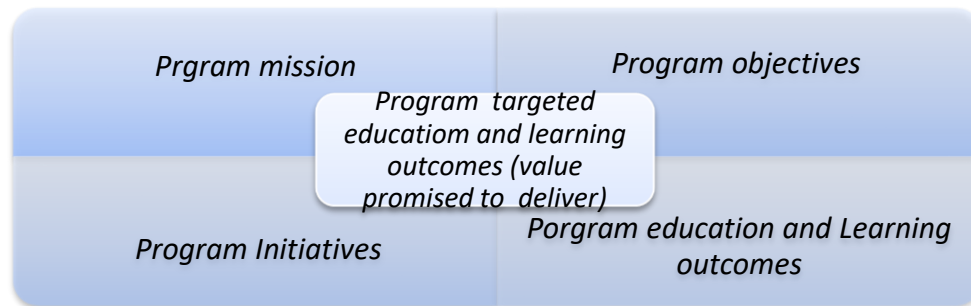 Prgram mission
Program objectives
Program targeted
educatiom and learning
outcomes (value
promised to deliver)
Program Initiatives
Porgram education and Learning
outcomes